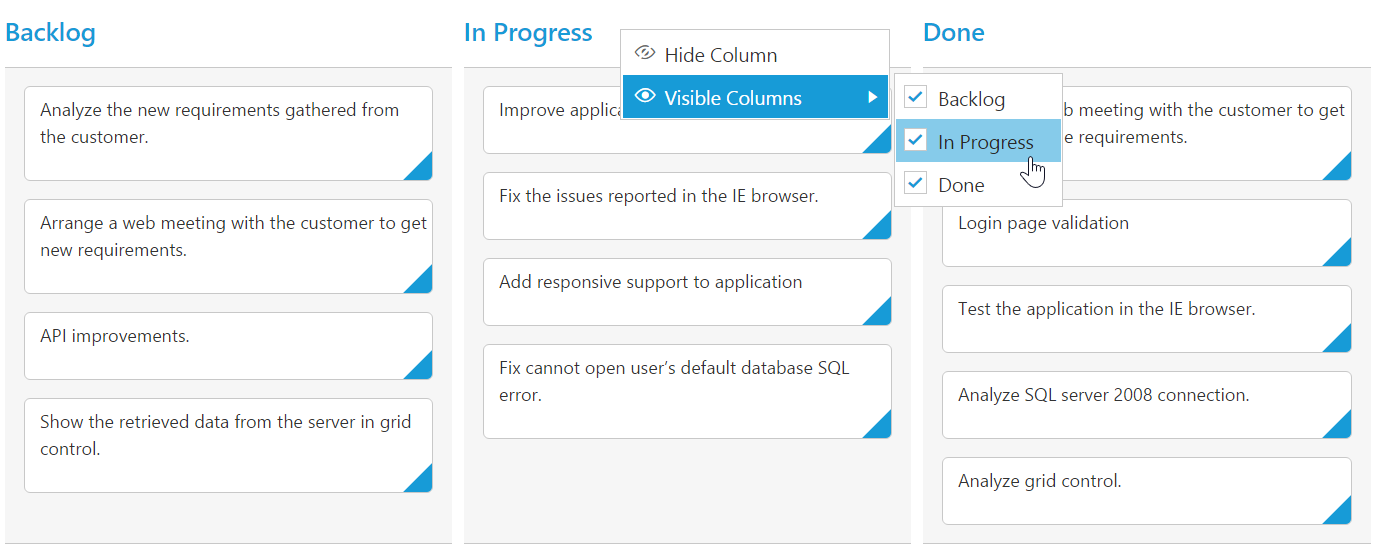 Backlog
Analyze the new requirements gathered from
the customer.
Arrange a web meeting with the customer to get
new requirements.
API improvements.
Show the retrieved data from the server in grid
control.
In Progress
Improve
Fix the issues reported in the IE browser.
Add responsive support to application
Fix cannot open user’s default database SQL
error.
Hide Column
Visible Columns
Backlog
In Progress
Done
Done
meeting with the customer to get
requirements.
Login page validation
Test the application in the IE browser.
Analyze SQL server 2008 connection.
Analyze grid control.